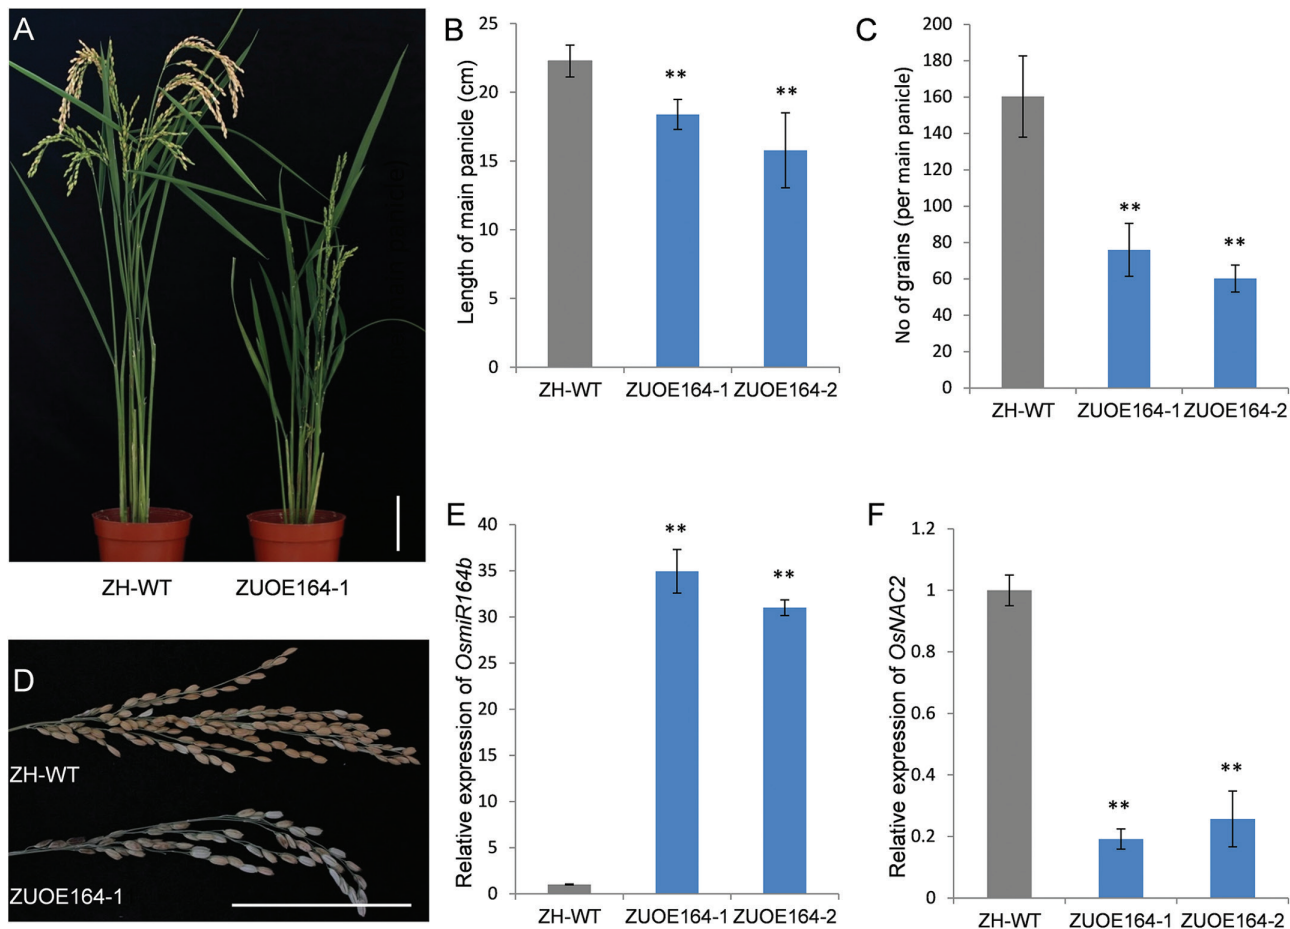 A
ZH-WT
ZUOE164-1
B
Length of main panicle (cm)
25
20
15
10
5
0
**
**
ZH-WT
ZUOE164-1
ZUOE164-2
C
No of grains (per main panicle)
200
180
160
140
120
100
80
60
40
20
0
**
**
ZH-WT
ZUOE164-1
ZUOE164-2
D
ZH-WT
ZUOE164-1
E
Relative expression of OsmiR164b
40
35
30
25
20
15
10
5
0
**
**
ZH-WT
ZUOE164-1
ZUOE164-2
F
Relative expression of OsNAC2
1.2
1
0.8
0.6
0.4
0.2
0
**
**
ZH-WT
ZUOE164-1
ZUOE164-2